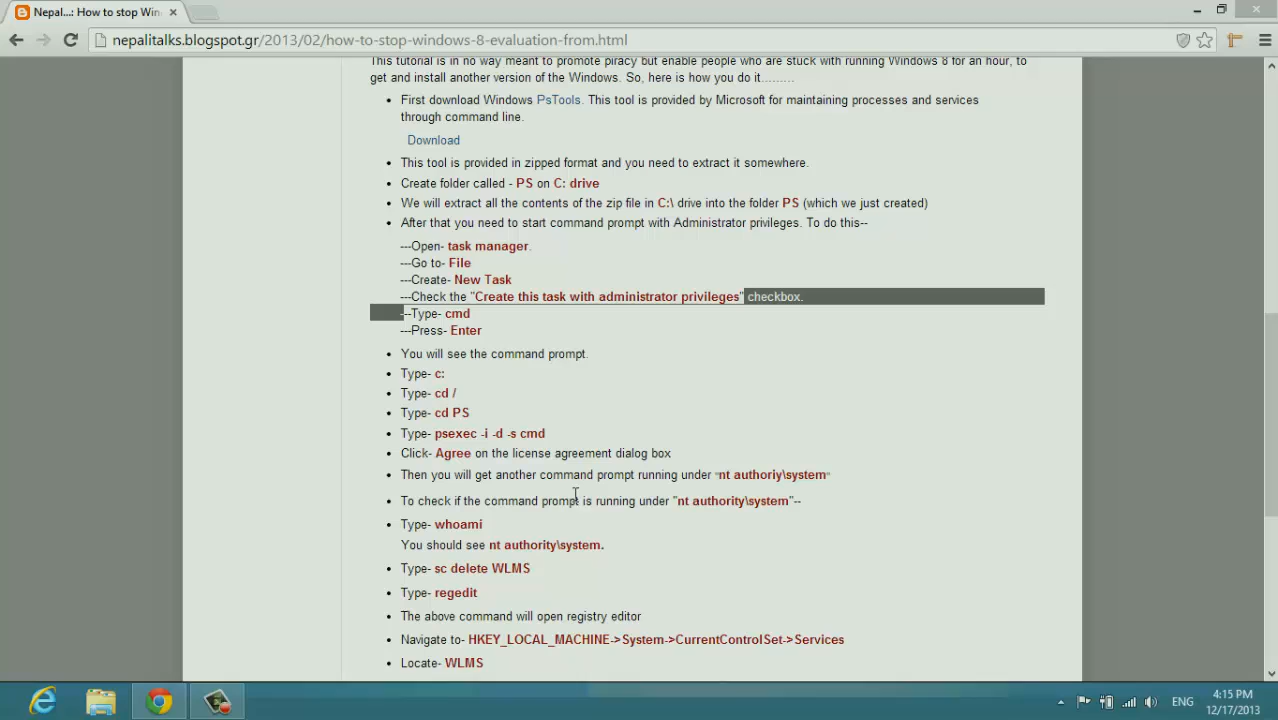 Nepal...: How to stop Win
nepalitalks.blogspot.gr/2013/02/how-to-stop-windows-8-evaluation-from.html
This tutorial is in no way meant to promote piracy but enable people who are stuck with running Windows 8 for an hour, to
get and install another version of the Windows. So, here is how you do it.........
• First download Windows PsTools. This tool is provided by Microsoft for maintaining processes and services
through command line.
Download
• This tool is provided in zipped format and you need to extract it somewhere.
• Create folder called - PS on C: drive
• We will extract all the contents of the zip file in C:\ drive into the folder PS (which we just created)
• After that you need to start command prompt with Administrator privileges. To do this--
---Open- task manager.
---Go to- File
---Create- New Task
---Check the "Create this task with administrator privileges" checkbox.
---Type- cmd
---Press- Enter
• You will see the command prompt.
• Type- c:
• Type- cd /
• Type- cd PS
• Type- psexec -i -d -s cmd
• Click- Agree on the license agreement dialog box
• Then you will get another command prompt running under "nt authoriy\system"
• To check if the command prompt is running under "nt authority\system"--
• Type- whoami
You should see nt authority\system.
• Type- sc delete WLMS
• Type- regedit
• The above command will open registry editor
• Navigate to- HKEY_LOCAL_MACHINE->System->CurrentControlSet->Services
• Locate- WLMS
ENG
4:15 PM
12/17/2013